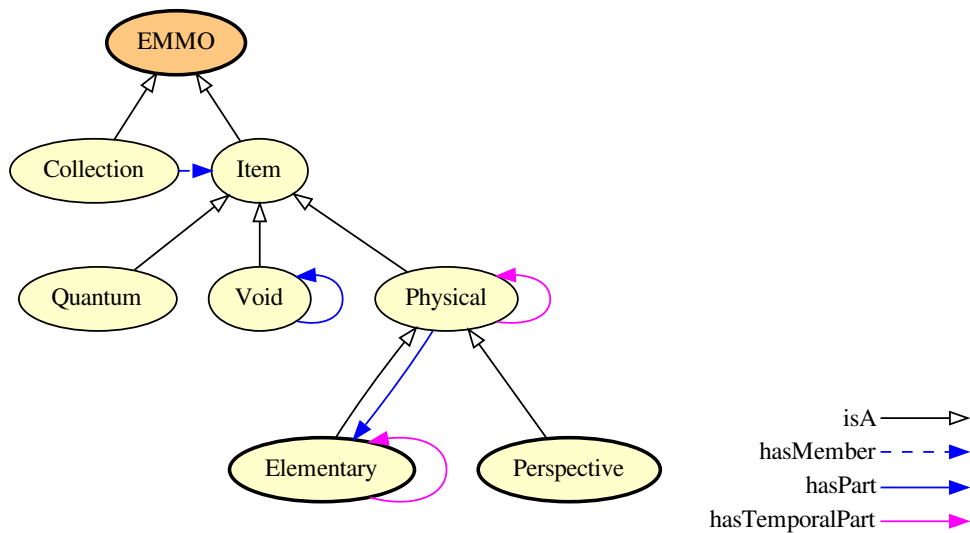 EMMO
Collection
Item
Quantum
Void
Physical
Elementary
Perspective
isA
hasMember
hasPart
hasTemporalPart